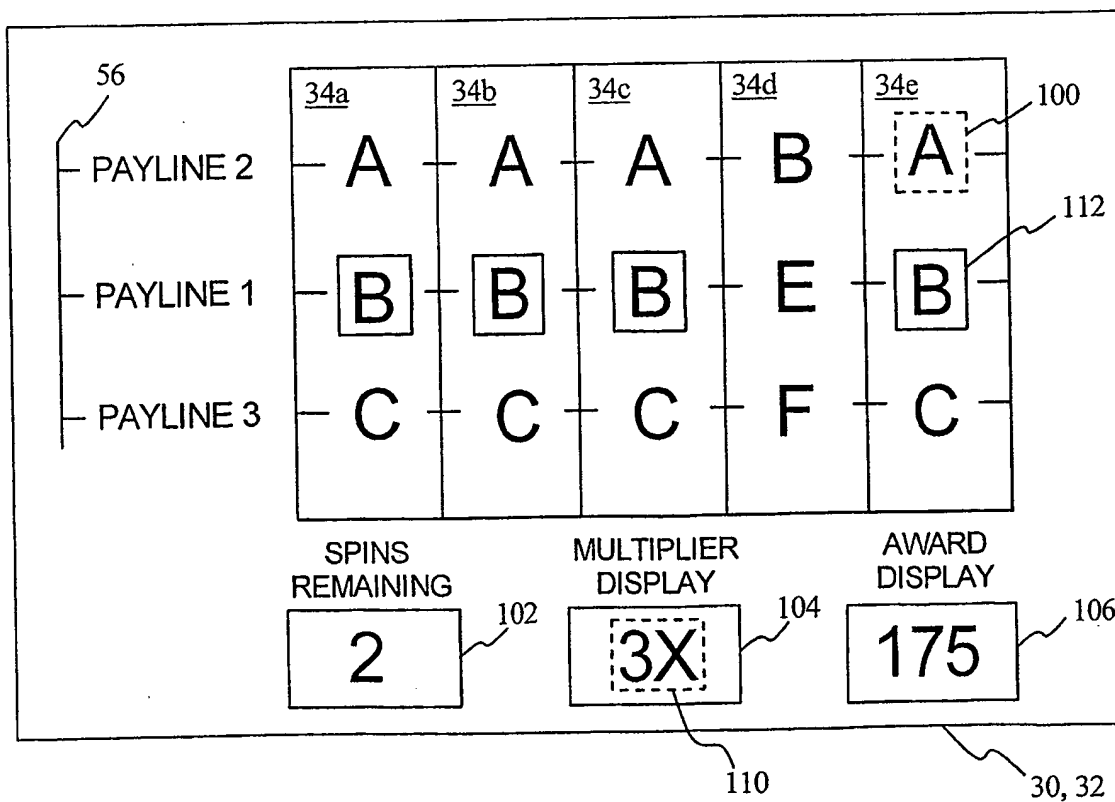 56
34a 34b 34c 34d 34e
100
PAYLINE 2 A A A B A
112
PAYLINE 1 B B B E B
PAYLINE 3 C C C F C
SPINS REMAINING
MULTIPLIER DISPLAY
AWARD DISPLAY
2 102
3X 104
175 106
110
30, 32